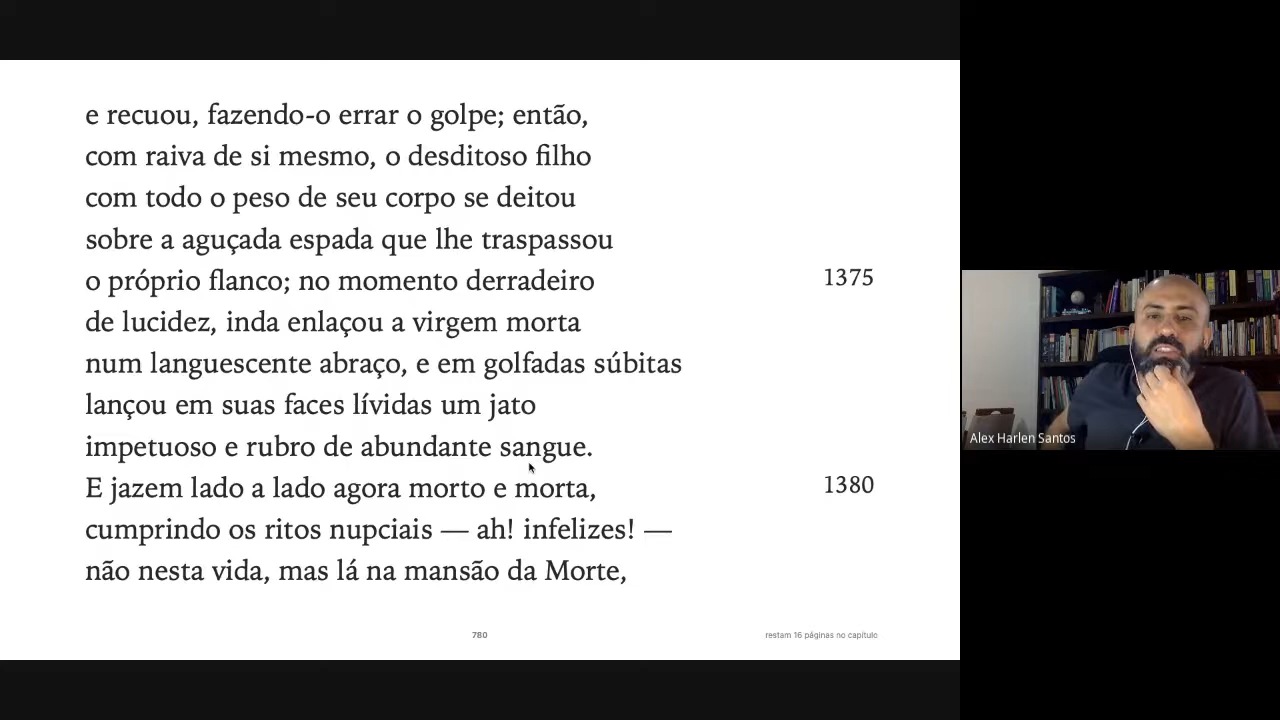 e recuou, fazendo-o errar o golpe; então,
com raiva de si mesmo, o desditoso filho
com todo o peso de seu corpo se deitou
sobre a aguçada espada que lhe traspassou
o próprio flanco; no momento derradeiro
1375
de lucidez, inda enlaçou a virgem morta
num languescente abraço, e em golfadas súbitas
lançou em suas faces lívidas um jato
impetuoso e rubro de abundante sangue.
E jazem lado a lado agora morto e morta,
1380
cumprindo os ritos nupciais — ah! infelizes! —
não nesta vida, mas lá na mansão da Morte,
780
restam 16 páginas no capítulo
Alex Harlen Santos